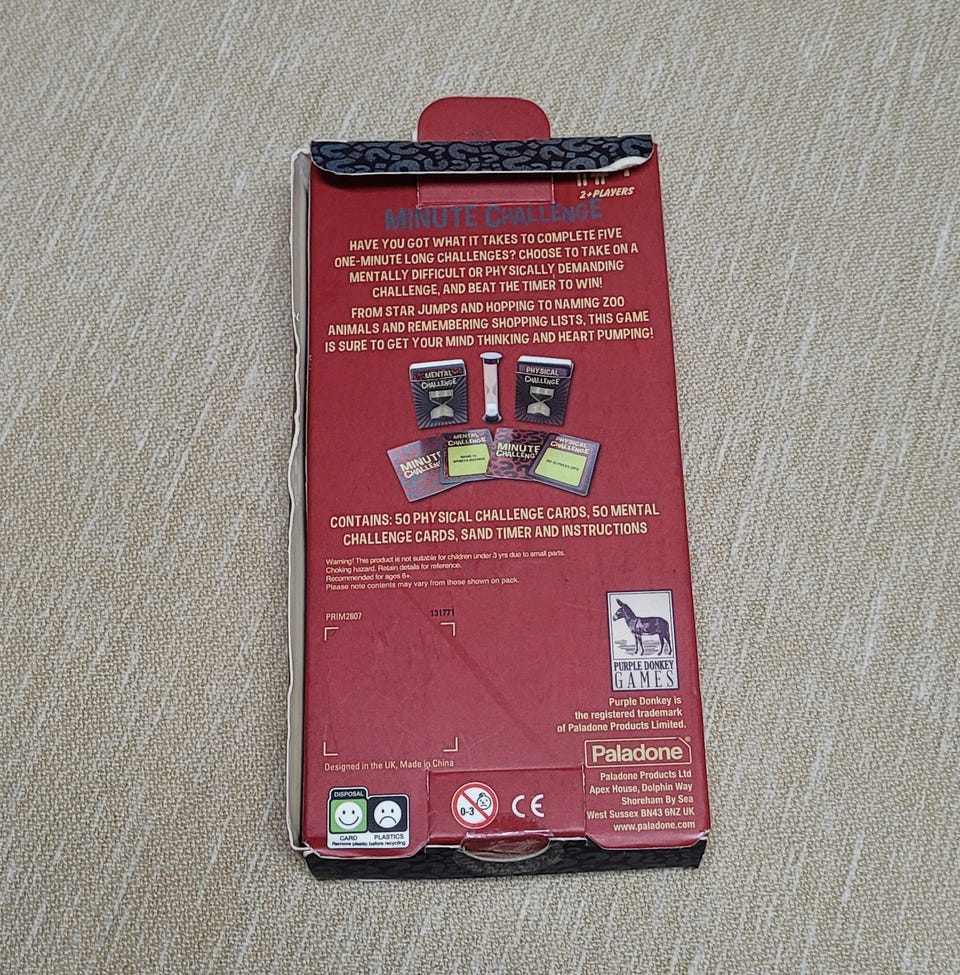 2+PLAYERS
MINUTE CHALLENGE
HAVE YOU GOT WHAT IT TAKES TO COMPLETE FIVE
ONE-MINUTE LONG CHALLENGES? CHOOSE TO TAKE ON A
MENTALLY DIFFICULT OR PHYSICALLY DEMANDING
CHALLENGE, AND BEAT THE TIMER TO WIN!
FROM STAR JUMPS AND HOPPING TO NAMING ZOO
ANIMALS AND REMEMBERING SHOPPING LISTS, THIS GAME
IS SURE TO GET YOUR MIND THINKING AND HEART PUMPING!
MENTAL
CHALLENGE
PHYSICAL
CHALLENGE
MINUTE
CHALLEN
MENTAL
CHALLENGE
MINUTE
CHALLENG
PHYSICAL
CHALLENGE
CONTAINS: 50 PHYSICAL CHALLENGE CARDS, 50 MENTAL
CHALLENGE CARDS, SAND TIMER AND INSTRUCTIONS
Warning! This product is not suitable for children under 3 yrs due to small parts.
Choking hazard. Retain details for reference.
Recommended for ages 6+.
Please note contents may vary from those shown on pack.
PRIM2807
131771
PURPLE DONKEY
GAMES
Purple Donkey is
the registered trademark
of Paladone Products Limited.
Paladone®
Designed in the UK, Made in China
Paladone Products Ltd
Apex House, Dolphin Way
Shoreham By Sea
West Sussex BN43 6NZ UK
www.paladone.com
DISPOSAL
CARD PLASTICS
Remove plastic before recycling
0-3
CE